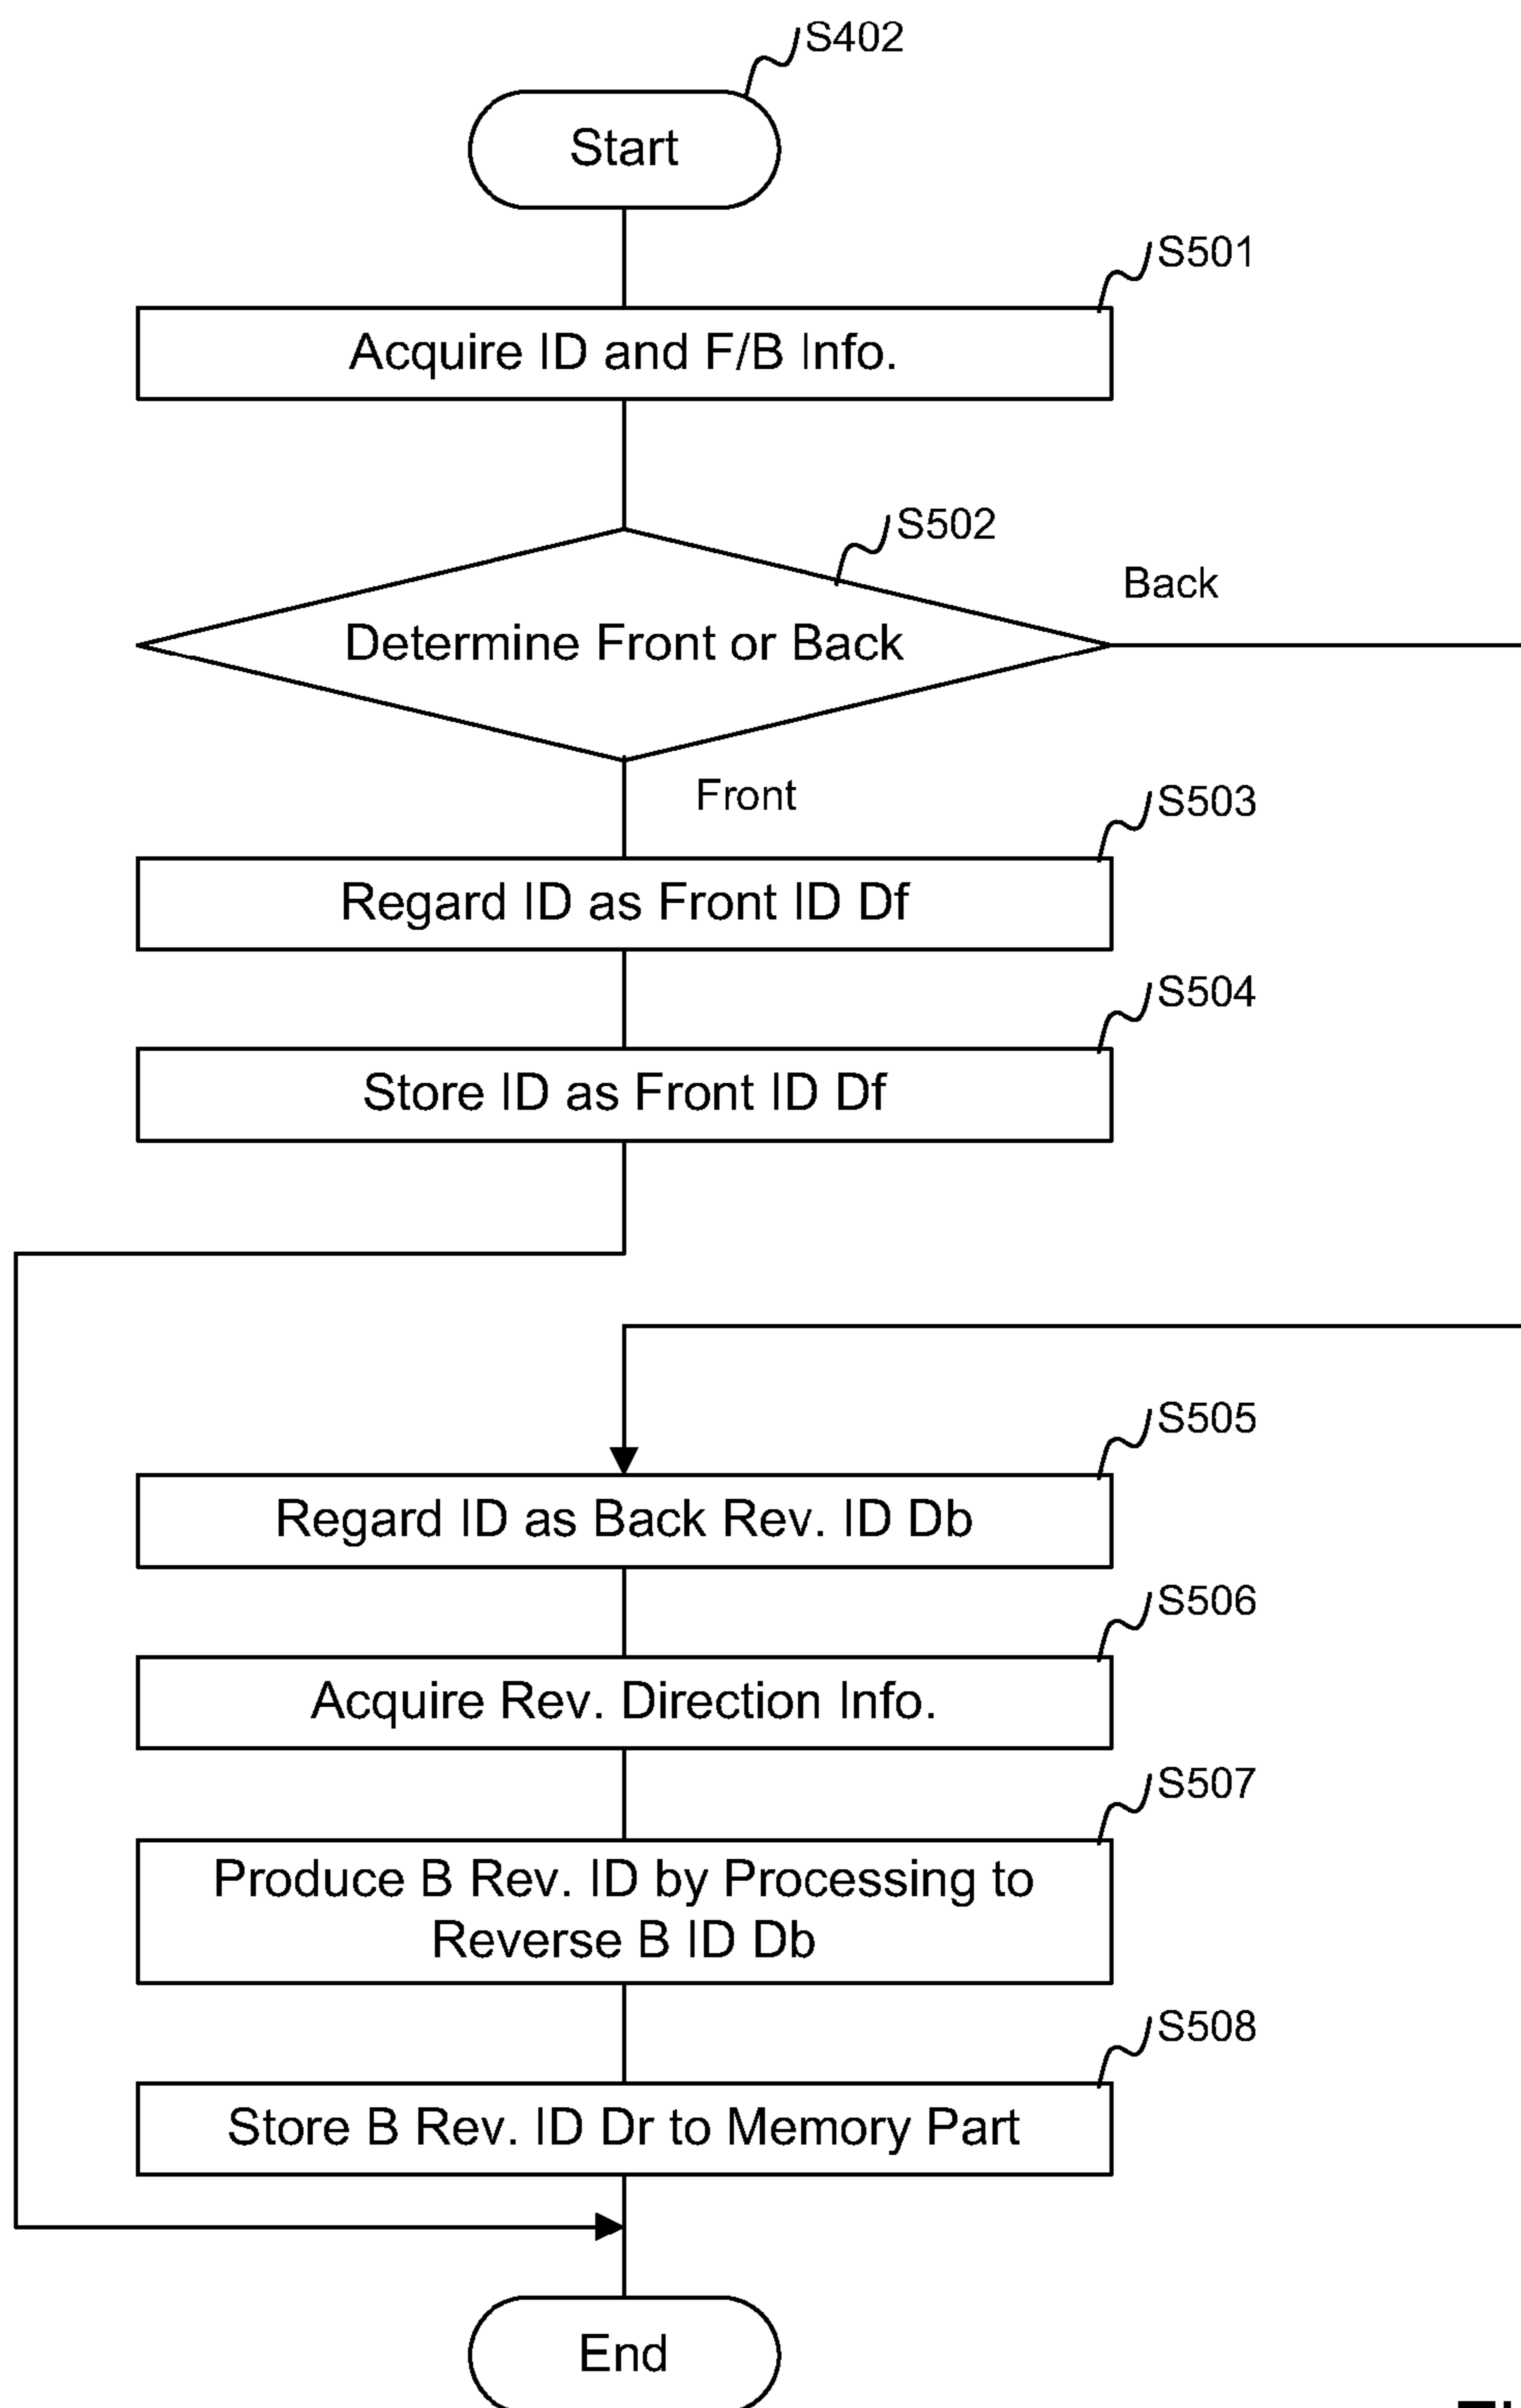 S402
Start
S501
Acquire ID and F/B Info.
S502
Back
Determine Front or Back
Front
S503
Regard ID as Front ID Df
S504
Store ID as Front ID Df
S505
Regard ID as Back Rev. ID Db
S506
Acquire Rev. Direction Info.
S507
Produce B Rev. ID by Processing to
Reverse B ID Db
S508
Store B Rev. ID Dr to Memory Part
End